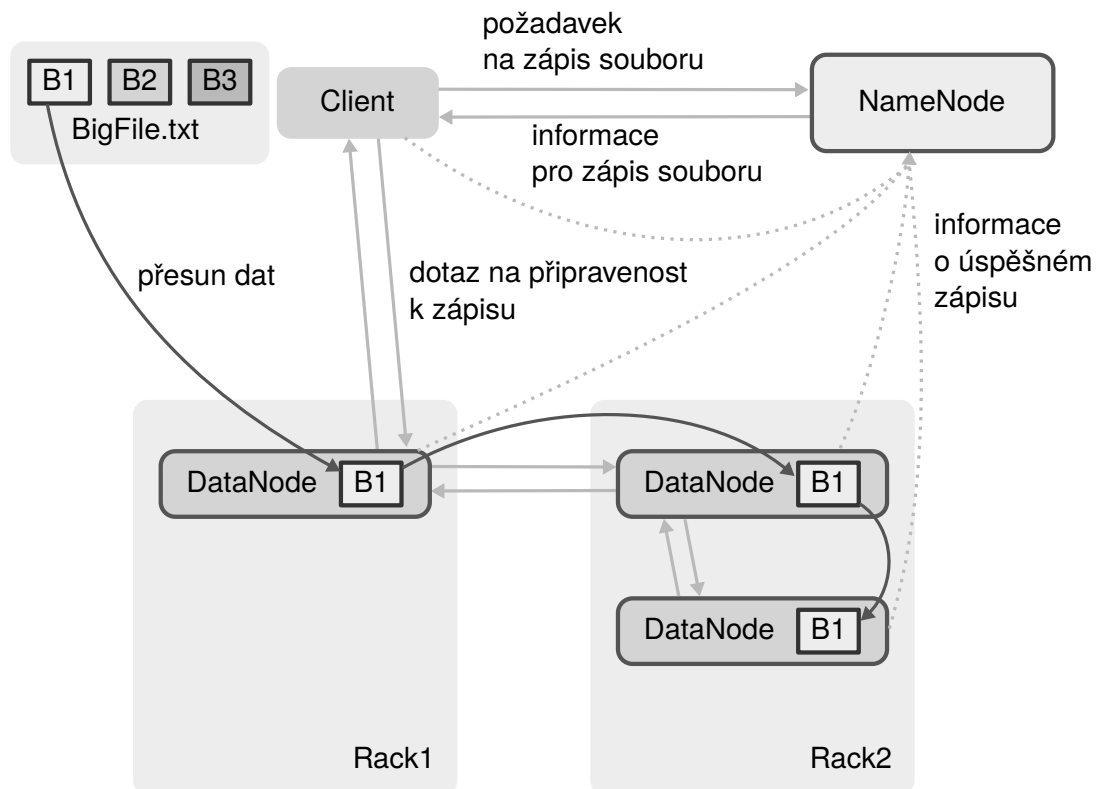 požadavek
na zápis souboru
B1 B2 B3
BigFile.txt
Client
NameNode
informace
pro zápis souboru
informace
o úspěšném
zápisu
přesun dat
dotaz na připravenost
k zápisu
DataNode B1
DataNode B1
DataNode B1
Rack1
Rack2